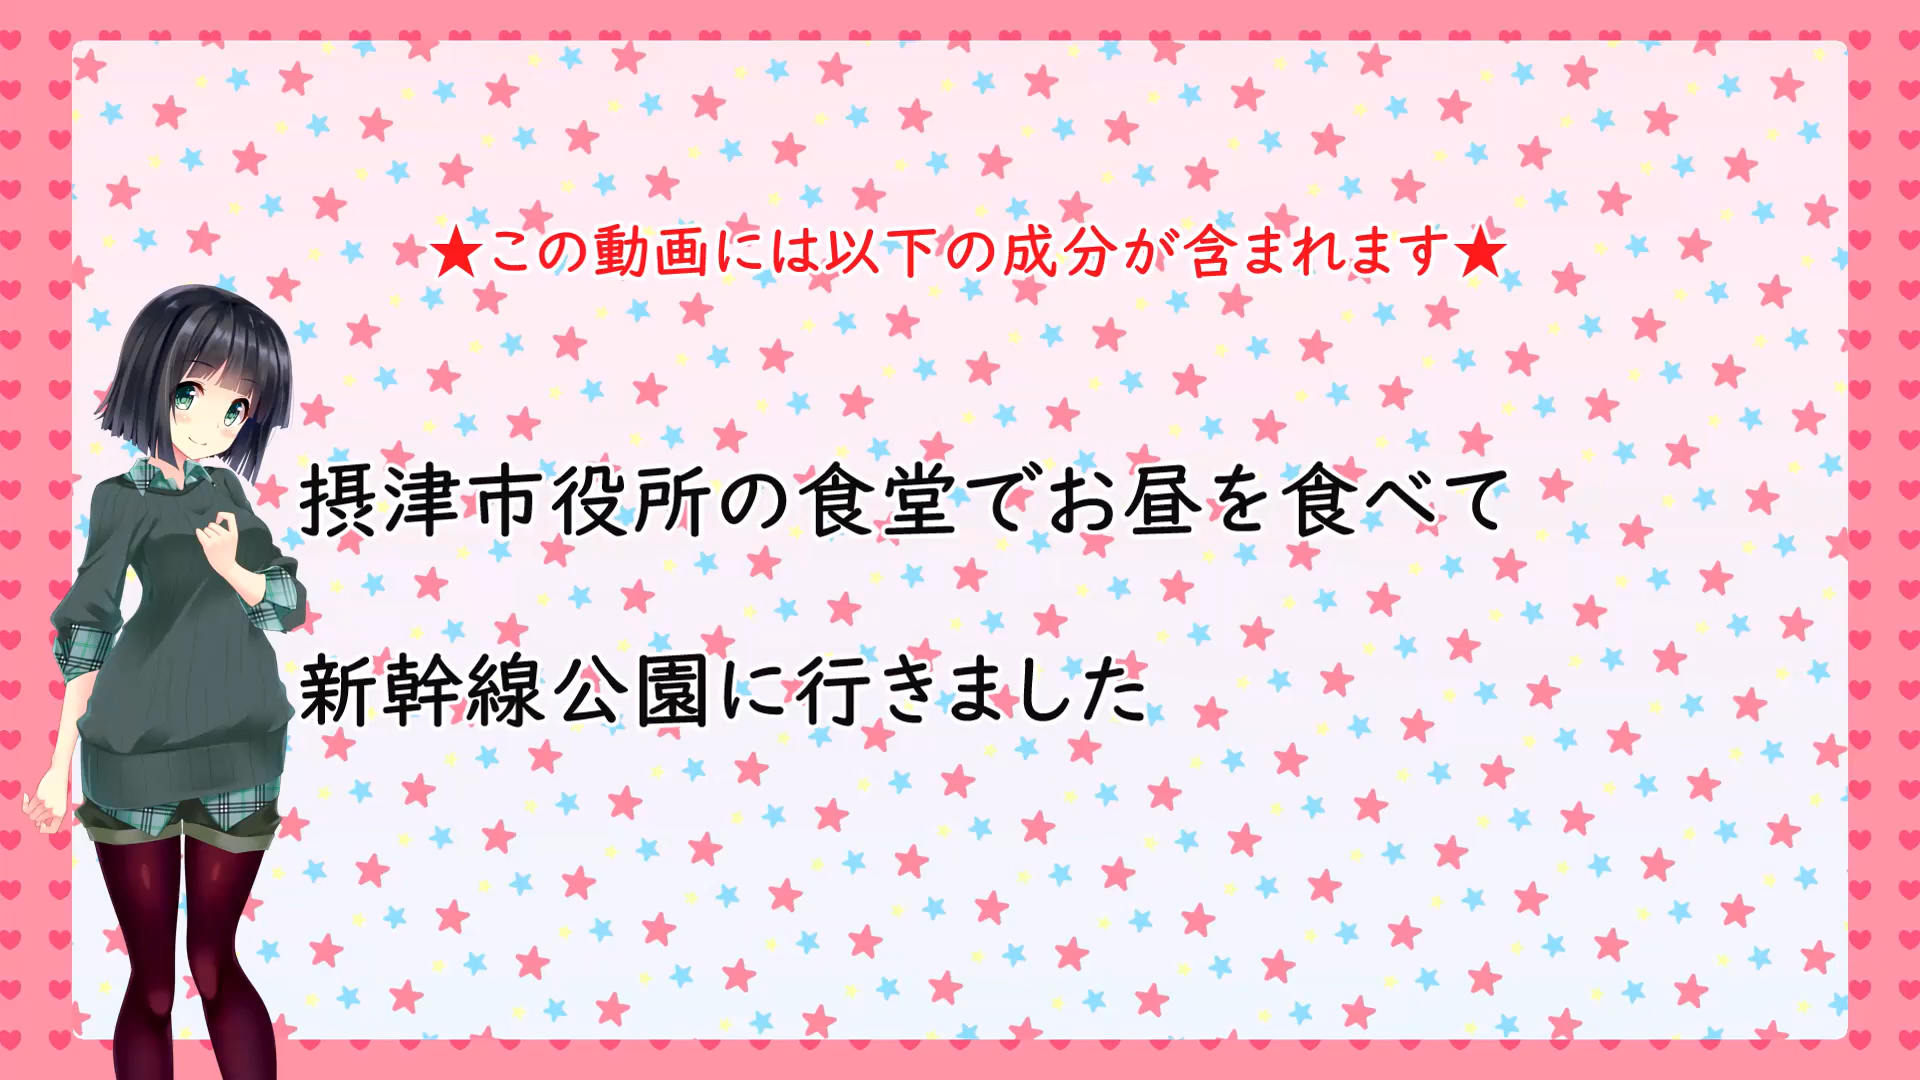 ★この動画には以下の成分が含まれます★
摂津市役所の食堂でお昼を食べて
新幹線公園に行きました